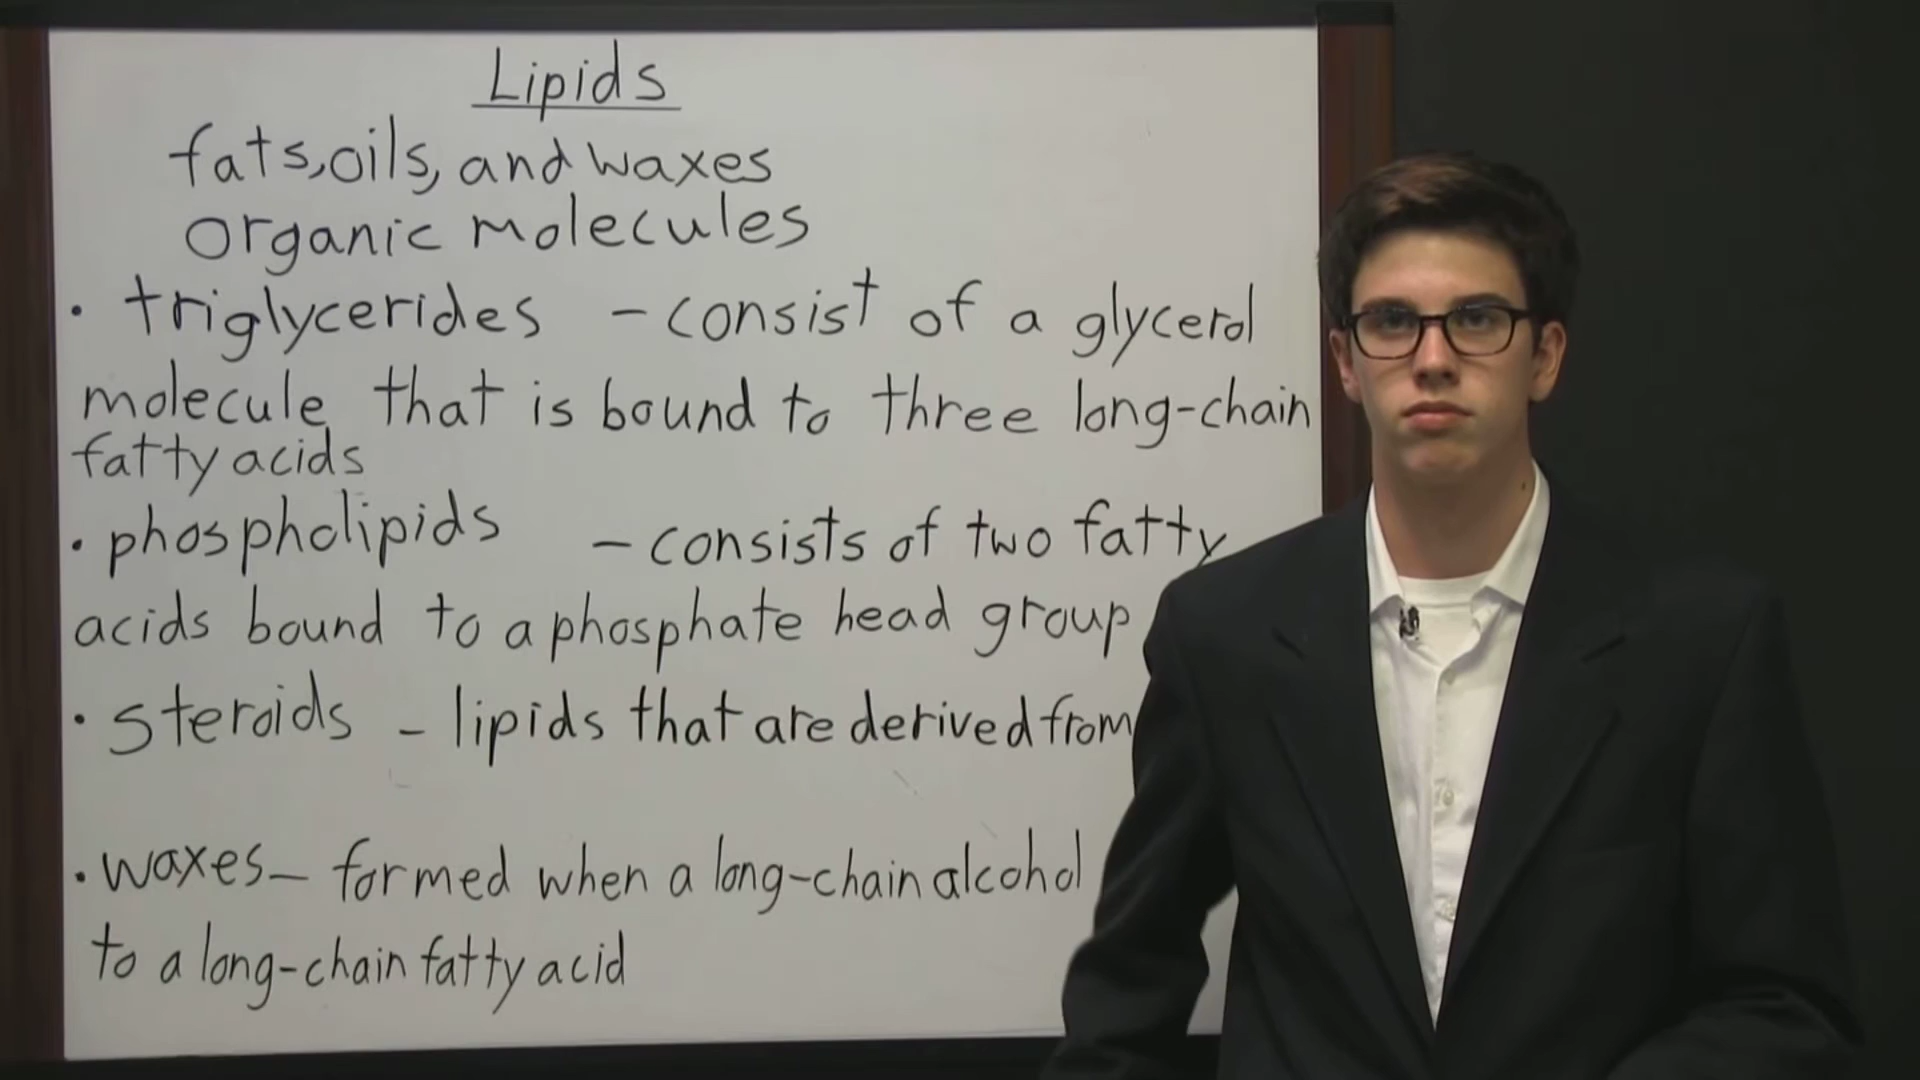 Lipids
fats, oils, and waxes
organic molecules
· triglycerides - consist of a glycerol
molecule that is bound to three long-chain
fatty acids
· phospholipids - consists of two fatty
acids bound to a phosphate head group
· steroids - lipids that are derived from
· waxes - formed when a long-chain alcohol
to a long-chain fatty acid